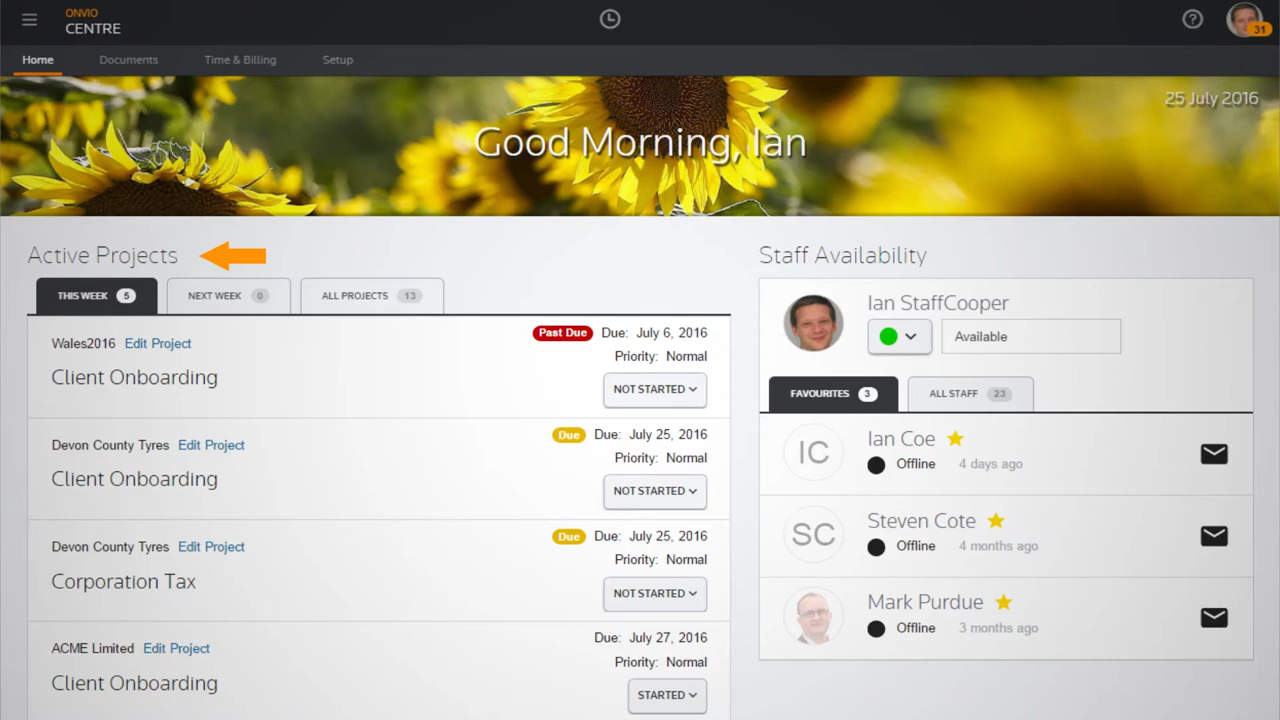 ONVIO
CENTRE
31
Home Documents Time & Billing Setup
25 July 2016
Good Morning, Ian
Active Projects
THIS WEEK 5 NEXT WEEK 0 ALL PROJECTS 13
Wales2016 Edit Project
Client Onboarding
Past Due Due: July 6, 2016
Priority: Normal
NOT STARTED
Devon County Tyres Edit Project
Client Onboarding
Due Due: July 25, 2016
Priority: Normal
NOT STARTED
Devon County Tyres Edit Project
Corporation Tax
Due Due: July 25, 2016
Priority: Normal
NOT STARTED
ACME Limited Edit Project
Client Onboarding
Due: July 27, 2016
Priority: Normal
STARTED
Staff Availability
Ian StaffCooper
Available
FAVOURITES 3 ALL STAFF 23
IC
Ian Coe
Offline 4 days ago
SC
Steven Cote
Offline 4 months ago
Mark Purdue
Offline 3 months ago